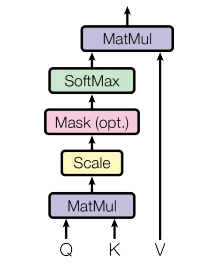 MatMul
SoftMax
Mask (opt.)
Scale
MatMul
Q K V